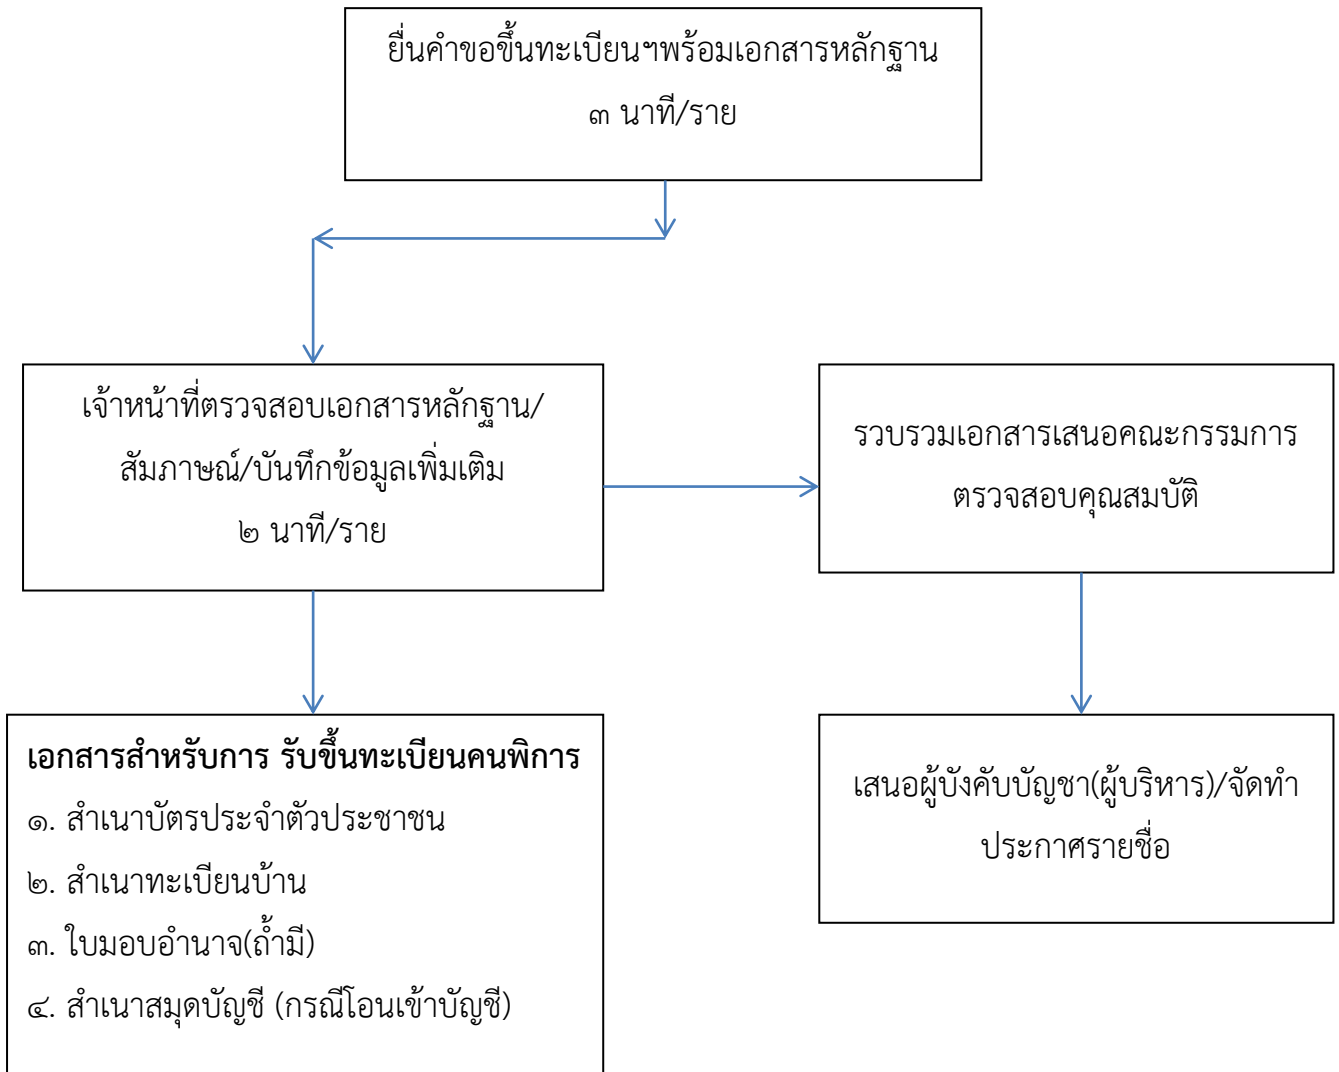 ยื่นคำขอขึ้นทะเบียนฯพร้อมเอกสารหลักฐาน
๓ นาที/ราย
เจ้าหน้าที่ตรวจสอบเอกสารหลักฐาน/
สัมภาษณ์/บันทึกข้อมูลเพิ่มเติม
๒ นาที/ราย
รวบรวมเอกสารเสนอคณะกรรมการ
ตรวจสอบคุณสมบัติ
เอกสารสำหรับการ รับขึ้นทะเบียนคนพิการ
๑. สำเนาบัตรประจำตัวประชาชน
๒. สำเนาทะเบียนบ้าน
๓. ใบมอบอำนาจ(ถ้ำมี)
๔. สำเนาสมุดบัญชี (กรณีโอนเข้าบัญชี)
เสนอผู้บังคับบัญชา(ผู้บริหาร)/จัดทำ
ประกาศรายชื่อ